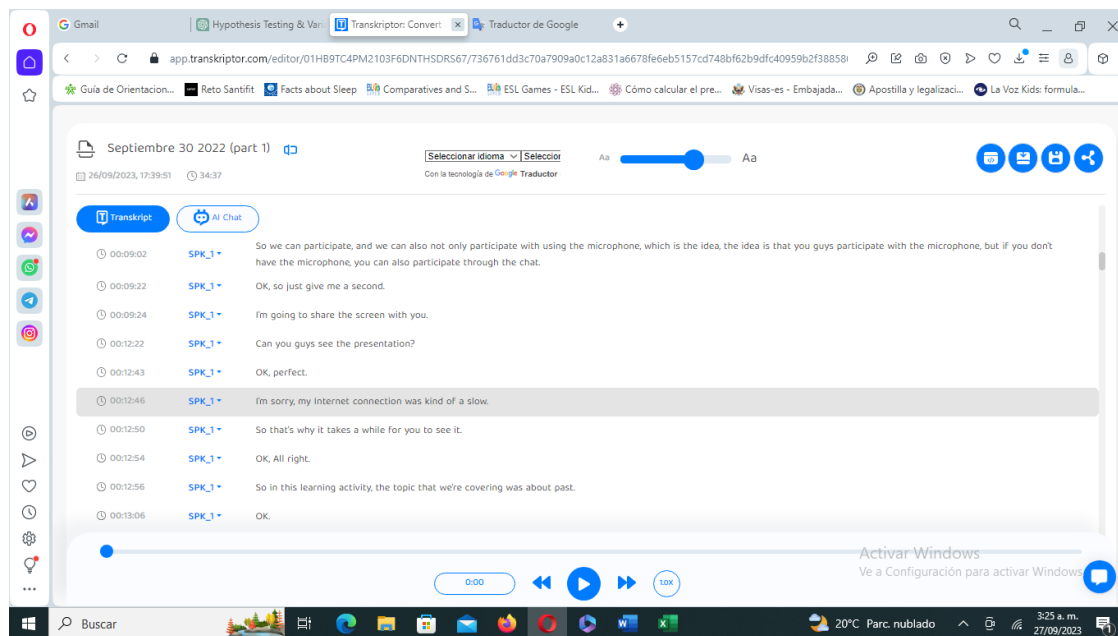 Gmail
Hypothesis Testing & Var
Transkriptor: Convert
Traductor de Google
app.transkriptor.com/editor/01HB9TC4PM2103F6DNTHSDRS67/736761dd3c70a7909a0c12a831a6678fe6eb5157cd748bf62b9dfc40959b2f38858
Guía de Orientacion...
Reto Santifit
Facts about Sleep
Comparatives and S...
ESL Games - ESL Kid...
Cómo calcular el pre...
Visas-es - Embajada...
Apostilla y legalizaci...
La Voz Kids: formula...
Septiembre 30 2022 (part 1)
26/09/2023, 17:39:51 34:37
Seleccionar idioma Seleccior
Con la tecnología de Google Traductor
Aa Aa
Transkript AI Chat
00:09:02 SPK_1 So we can participate, and we can also not only participate with using the microphone, which is the idea, the idea is that you guys participate with the microphone, but if you don't
have the microphone, you can also participate through the chat.
00:09:22 SPK_1 OK, so just give me a second.
00:09:24 SPK_1 I'm going to share the screen with you.
00:12:22 SPK_1 Can you guys see the presentation?
00:12:43 SPK_1 OK, perfect.
00:12:46 SPK_1 I'm sorry, my Internet connection was kind of a slow.
00:12:50 SPK_1 So that's why it takes a while for you to see it.
00:12:54 SPK_1 OK, All right.
00:12:56 SPK_1 So in this learning activity, the topic that we're covering was about past.
00:13:06 SPK_1 OK.
Activar Windows
Ve a Configuración para activar Windows
0:00
1.0X
Buscar
20°C Parc. nublado
3:25 a. m.
27/09/2023